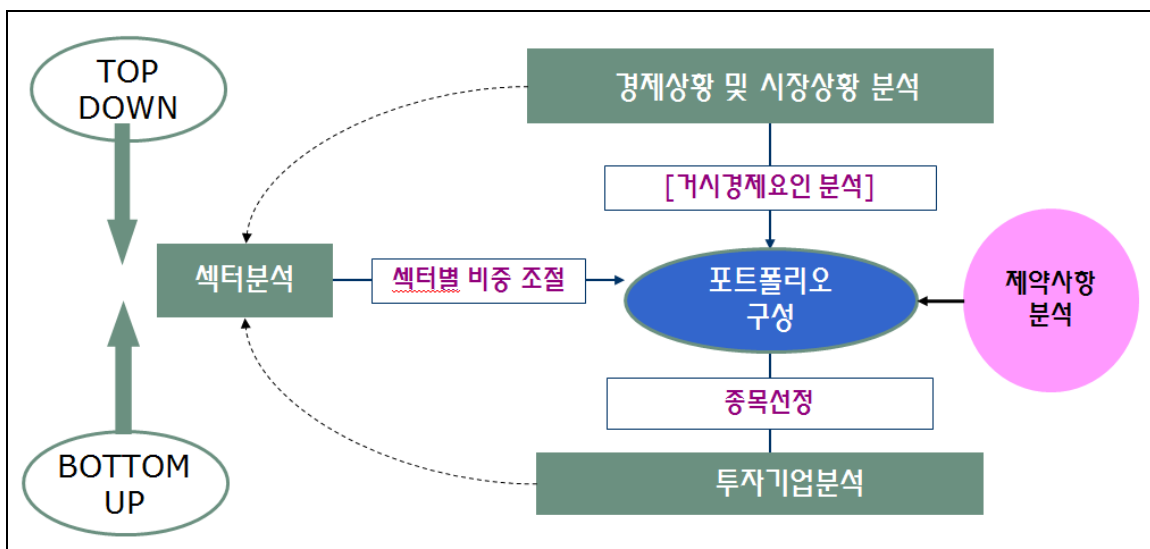 TOP
DOWN
경제상황 및 시장상황 분석
[거시경제요인 분석]
섹터분석
섹터별 비중 조절
포트폴리오
구성
제약사항
분석
종목선정
BOTTOM
UP
투자기업분석